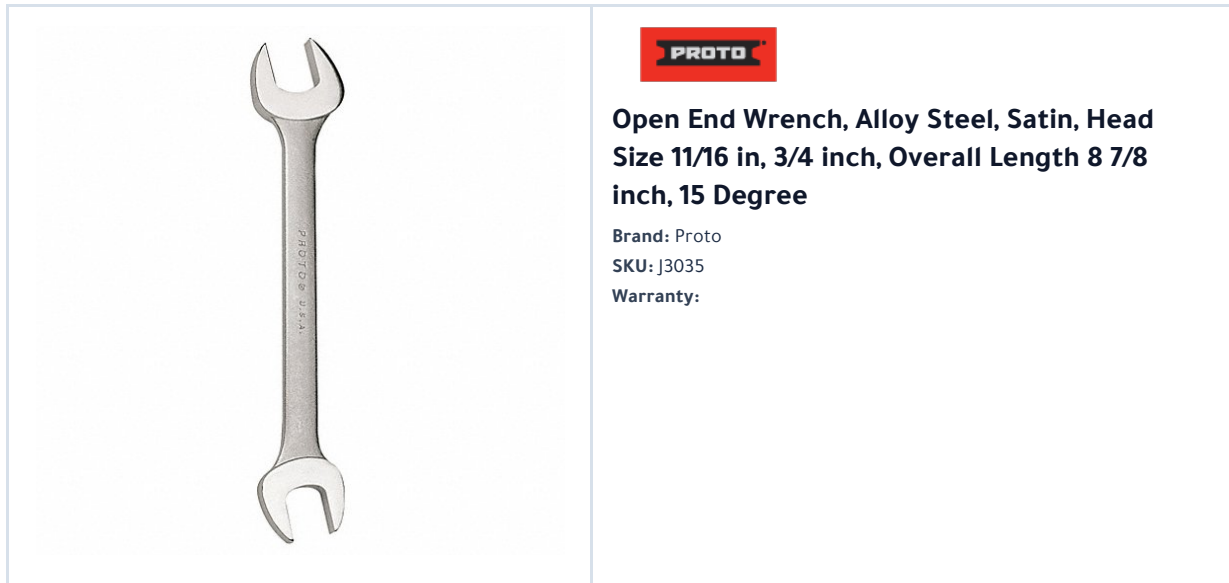 PROTO® U.S.A.
PROTO
Open End Wrench, Alloy Steel, Satin, Head
Size 11/16 in, 3/4 inch, Overall Length 8 7/8
inch, 15 Degree
Brand: Proto
SKU: J3035
Warranty: